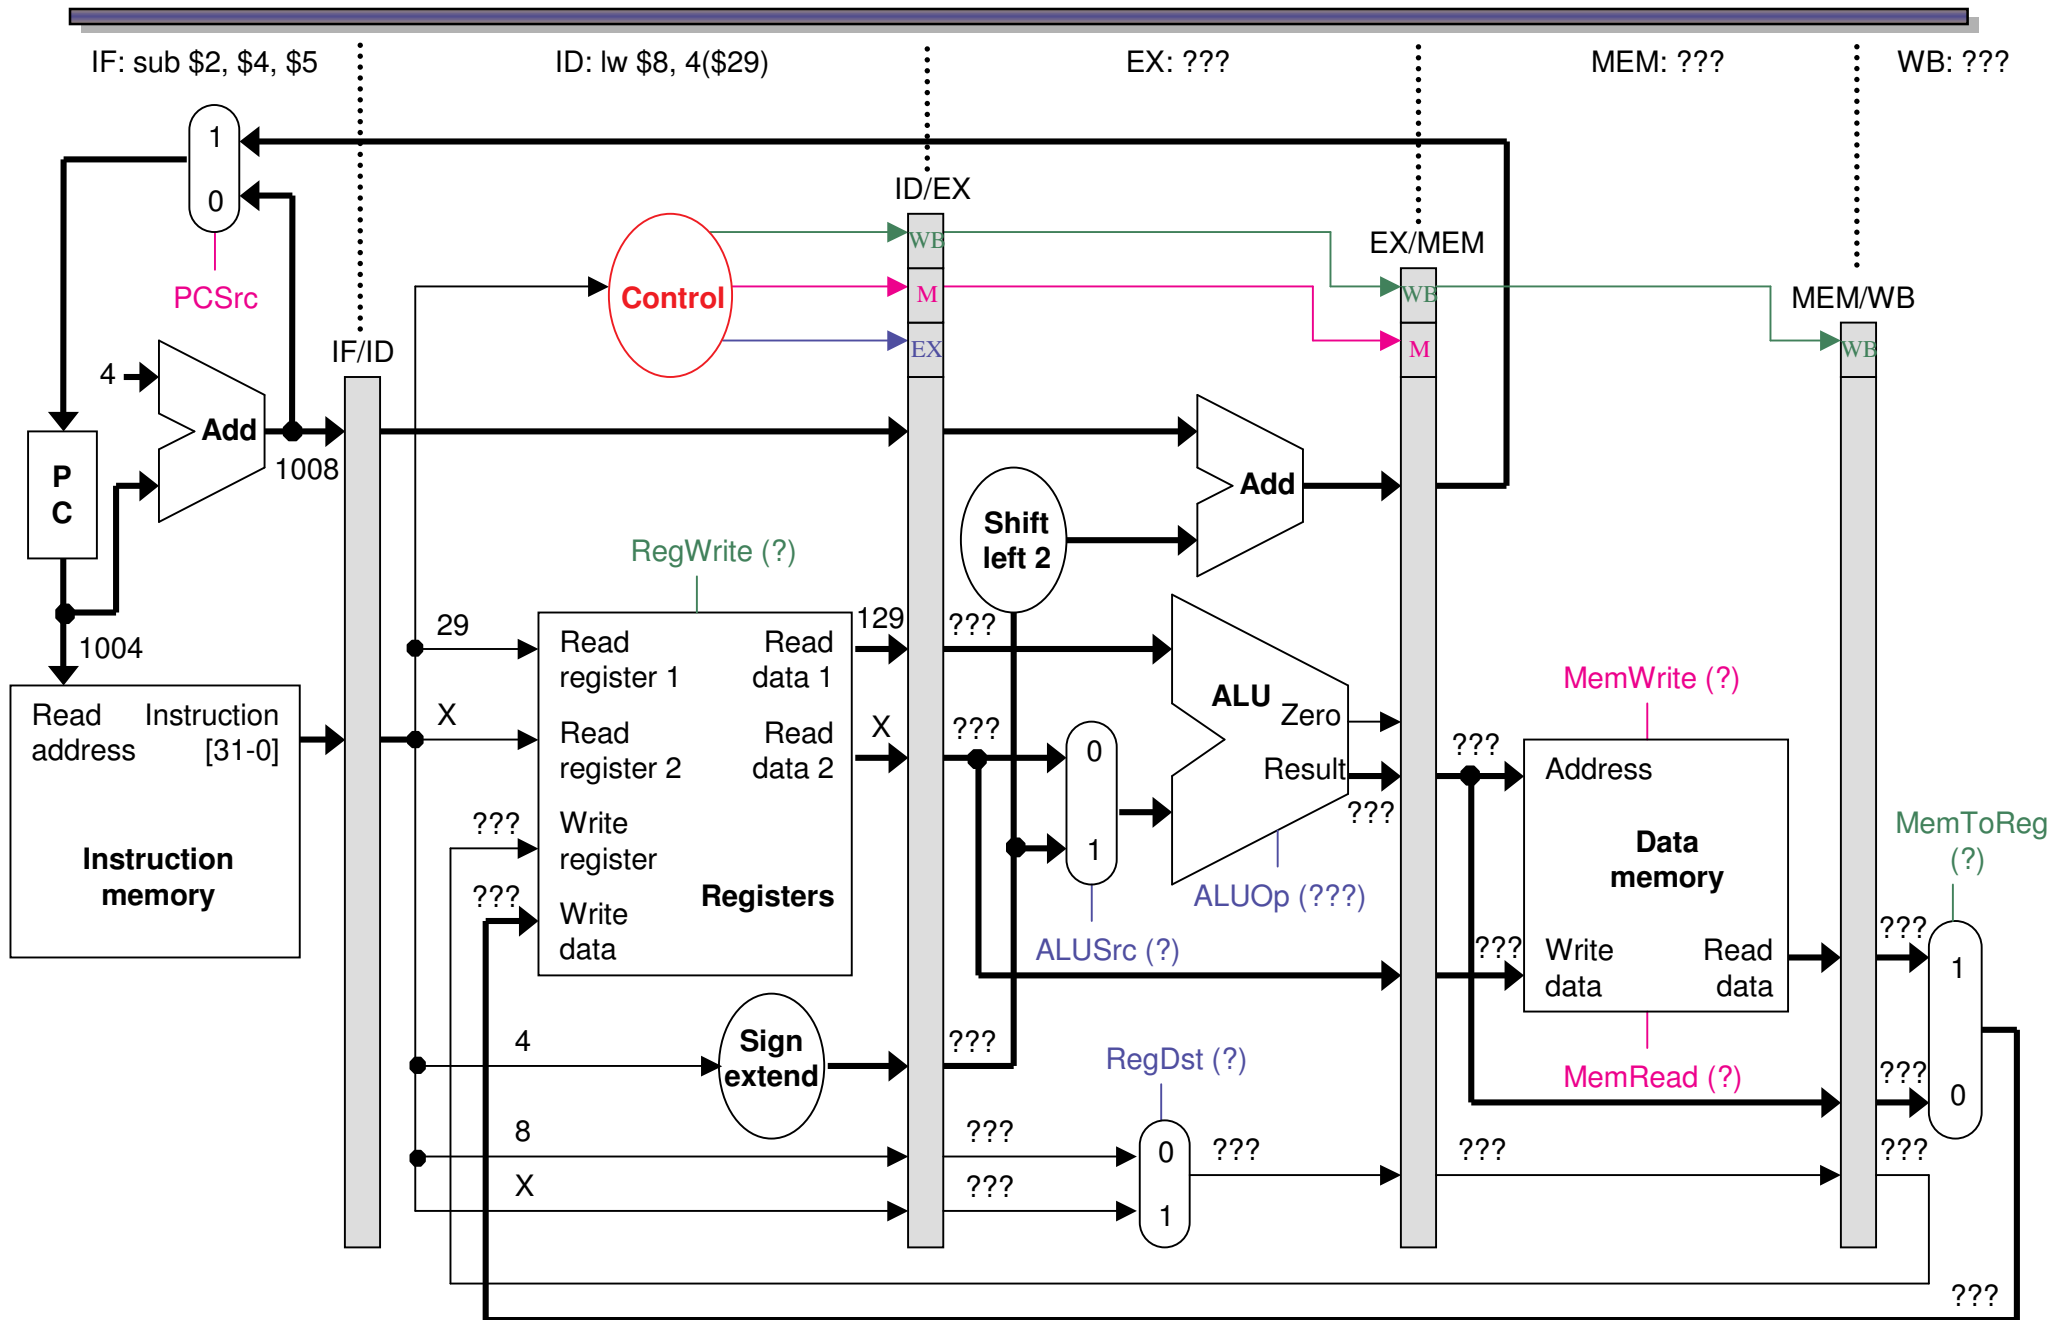 IF: sub $2, $4, $5
ID: lw $8, 4($29)
EX: ???
MEM: ???
WB: ???
1
0
PCSrc
4
Add
1008
P
C
1004
Read
address
Instruction
[31-0]
Instruction
memory
IF/ID
Control
ID/EX
WB
M
EX
EX/MEM
WB
M
MEM/WB
WB
RegWrite (?)
29
X
???
???
Read
register 1
Read
data 1
Read
register 2
Read
data 2
Write
register
Write
data
Registers
129
X
4
Sign
extend
8
X
Shift
left 2
Add
???
???
???
???
???
0
1
ALUSrc (?)
ALU
Zero
Result
???
ALUOp (???)
RegDst (?)
0
1
???
MemWrite (?)
???
???
Address
Data
memory
Write
data
Read
data
MemRead (?)
???
MemToReg
(?)
???
1
???
0
???
???